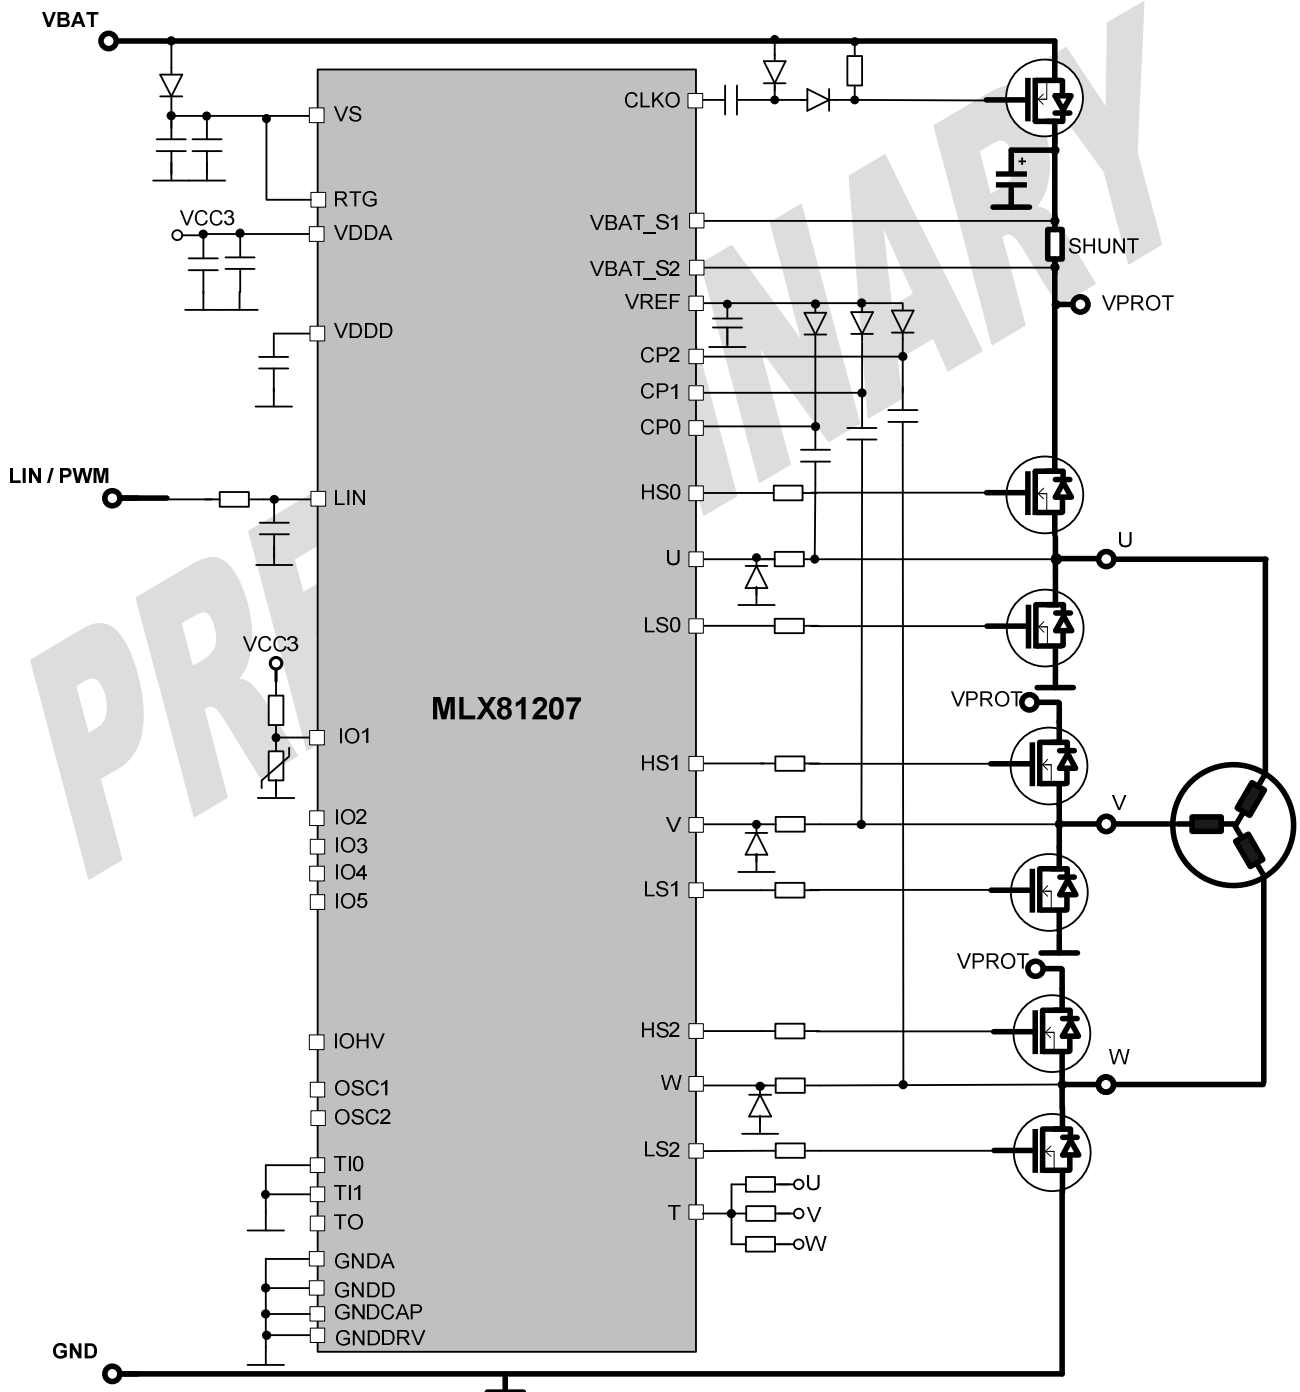 VBAT
VS
RTG
VCC3
VDDA
VDDD
LIN / PWM
LIN
VCC3
IO1
IO2
IO3
IO4
IO5
IOHV
OSC1
OSC2
TI0
TI1
TO
GNDA
GNDD
GNDCAP
GNDDRV
GND
MLX81207
CLKO
VBAT_S1
VBAT_S2
VREF
CP2
CP1
CP0
HS0
U
LS0
HS1
V
LS1
HS2
W
LS2
T
U
V
W
+
SHUNT
VPROT
U
VPROT
V
VPROT
W